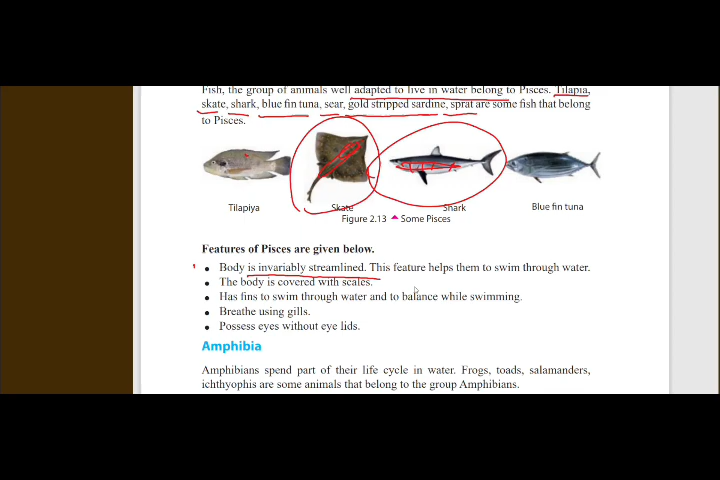 Fish, the group of animals well adapted to live in water belong to Pisces. Tilapia,
skate, shark, blue fin tuna, sear, gold stripped sardine, sprat are some fish that belong
to Pisces.
Tilapiya
Skate
Shark
Blue fin tuna
Figure 2.13 ▲ Some Pisces
Features of Pisces are given below.
• Body is invariably streamlined. This feature helps them to swim through water.
• The body is covered with scales.
• Has fins to swim through water and to balance while swimming.
• Breathe using gills.
• Possess eyes without eye lids.
Amphibia
Amphibians spend part of their life cycle in water. Frogs, toads, salamanders,
ichthyophis are some animals that belong to the group Amphibians.